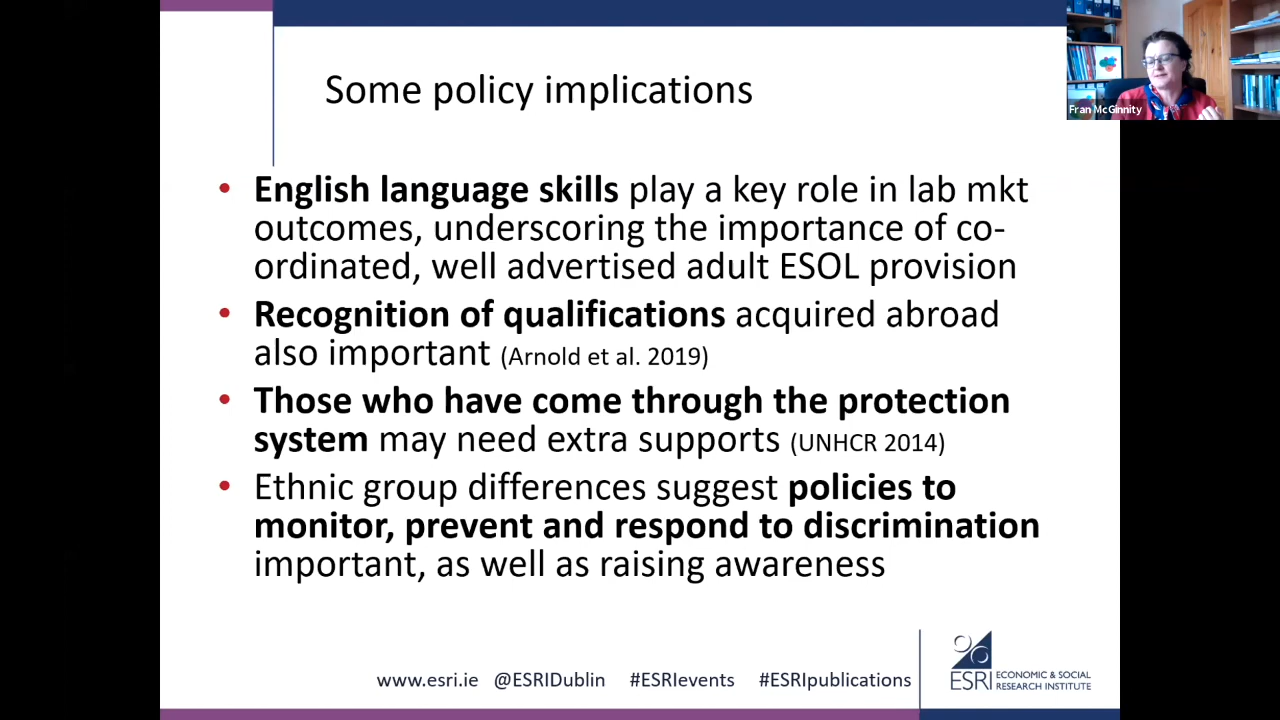 Some policy implications
Fran McGinnity
• English language skills play a key role in lab mkt
outcomes, underscoring the importance of co-
ordinated, well advertised adult ESOL provision
• Recognition of qualifications acquired abroad
also important (Arnold et al. 2019)
• Those who have come through the protection
system may need extra supports (UNHCR 2014)
• Ethnic group differences suggest policies to
monitor, prevent and respond to discrimination
important, as well as raising awareness
www.esri.ie @ESRIDublin #ESRIevents #ESRIpublications
ESRI ECONOMIC & SOCIAL
RESEARCH INSTITUTE